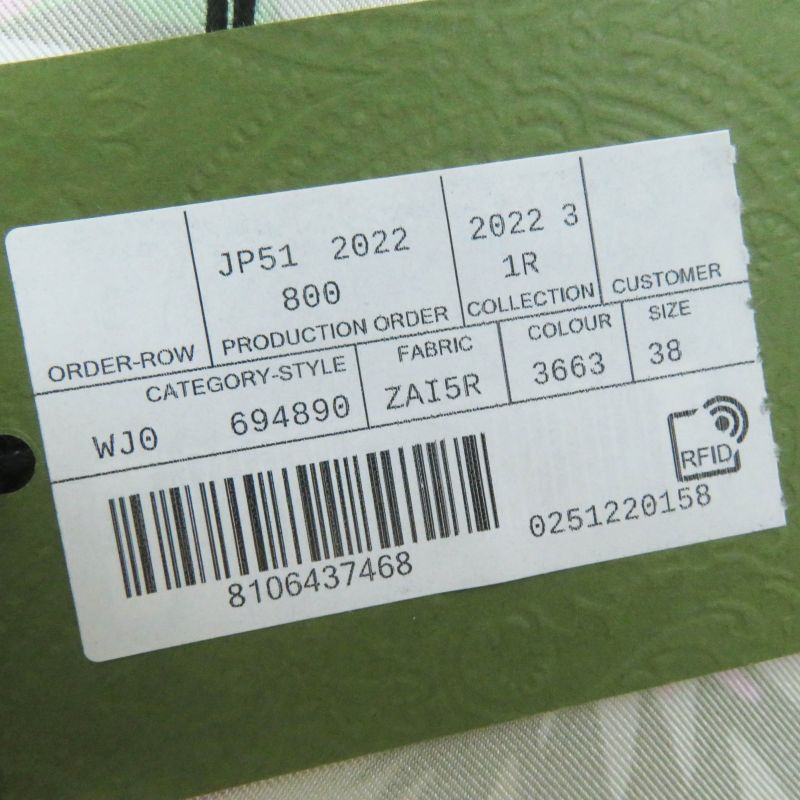 JP51 2022
800
2022 3
1R
ORDER-ROW
PRODUCTION ORDER
COLLECTION
CUSTOMER
CATEGORY-STYLE
FABRIC
COLOUR
SIZE
WJ0 694890
ZAI5R
3663
38
RFID
8106437468
0251220158